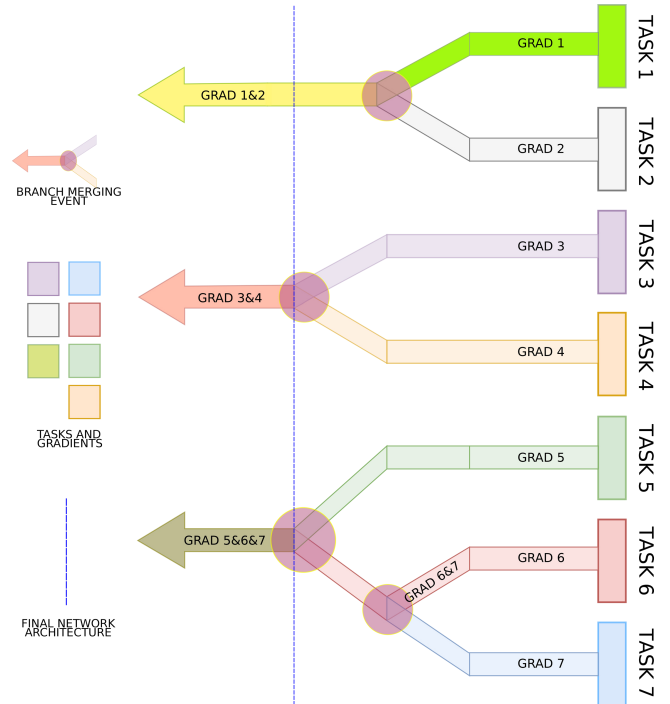 GRAD 1
TASK 1
GRAD 1&2
GRAD 2
TASK 2
BRANCH MERGING
EVENT
GRAD 3
TASK 3
GRAD 3&4
GRAD 4
TASK 4
TASKS AND
GRADIENTS
GRAD 5
TASK 5
GRAD 5&6&7
GRAD 6&7
GRAD 6
TASK 6
FINAL NETWORK
ARCHITECTURE
GRAD 7
TASK 7